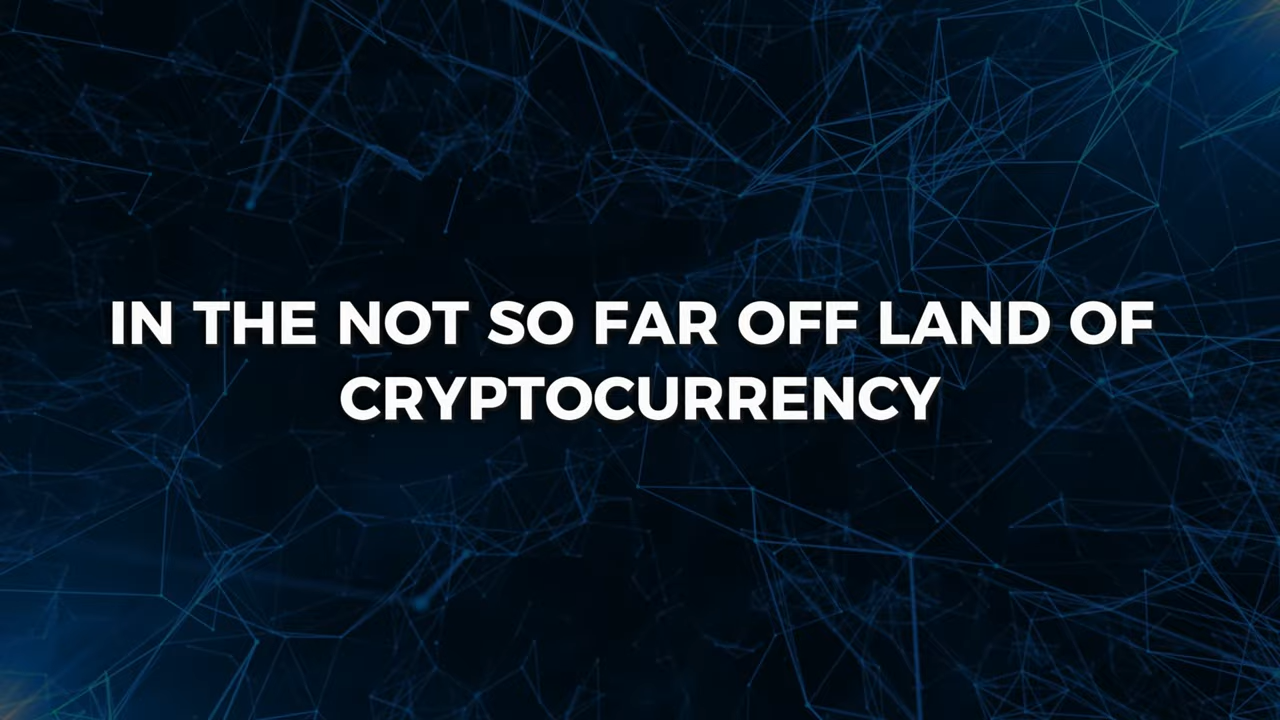 IN THE NOT SO FAR OFF LAND OF
CRYPTOCURRENCY